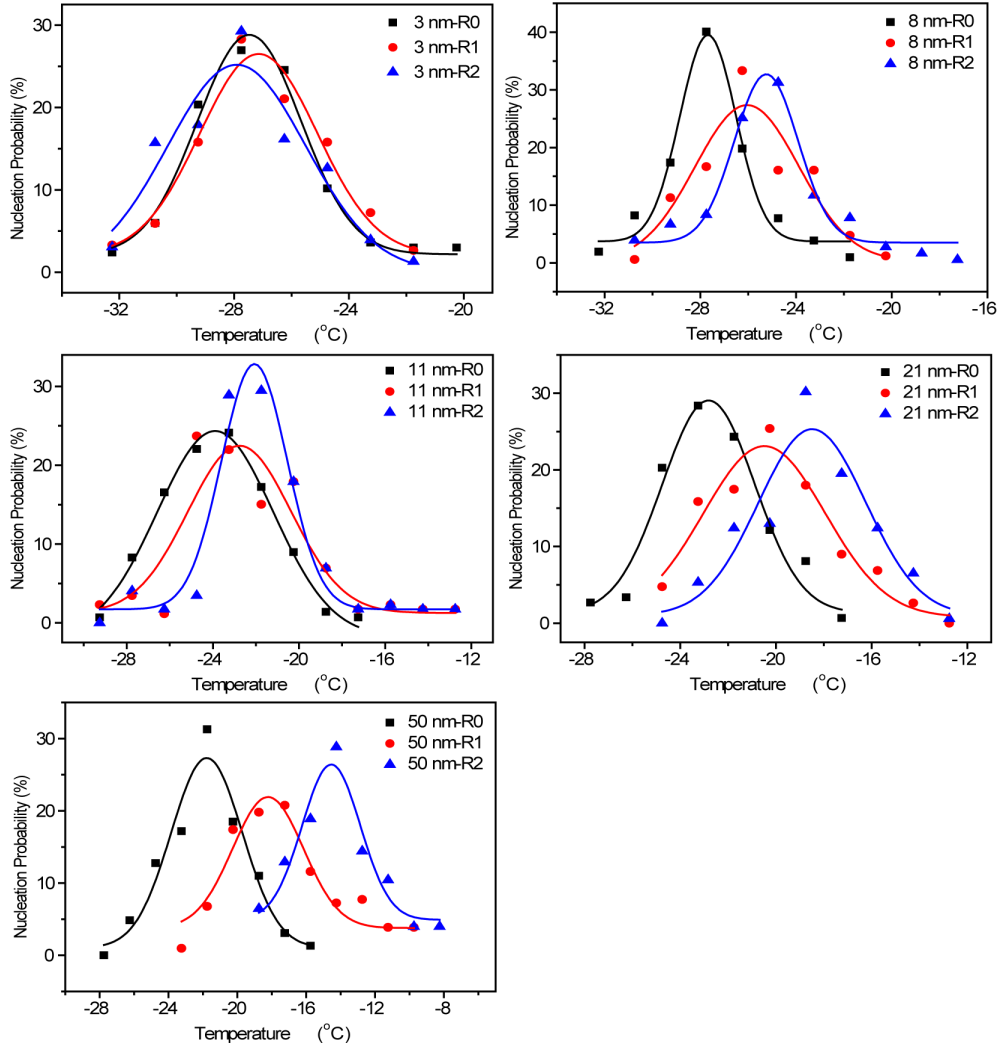 3 nm-R0
3 nm-R1
3 nm-R2
Nucleation Probability (%)
30
20
10
0
-32
-28
-24
-20
Temperature (°C)
8 nm-R0
8 nm-R1
8 nm-R2
Nucleation Probability (%)
40
30
20
10
0
-32
-28
-24
-20
-16
Temperature (°C)
11 nm-R0
11 nm-R1
11 nm-R2
Nucleation Probability (%)
30
20
10
0
-28
-24
-20
-16
-12
Temperature (°C)
21 nm-R0
21 nm-R1
21 nm-R2
Nucleation Probability (%)
30
20
10
0
-28
-24
-20
-16
-12
Temperature (°C)
50 nm-R0
50 nm-R1
50 nm-R2
Nucleation Probability (%)
30
20
10
0
-28
-24
-20
-16
-12
-8
Temperature (°C)